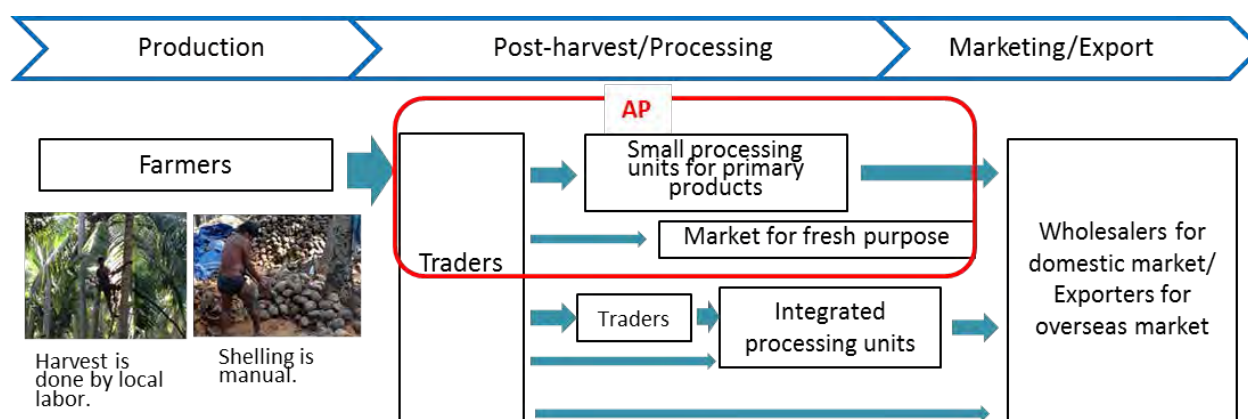 Production
Post-harvest/Processing
Marketing/Export
AP
Farmers
Traders
Small processing
units for primary
products
Market for fresh purpose
Traders
Integrated
processing units
Wholesalers for
domestic market/
Exporters for
overseas market
Harvest is
done by local
labor.
Shelling is
manual.